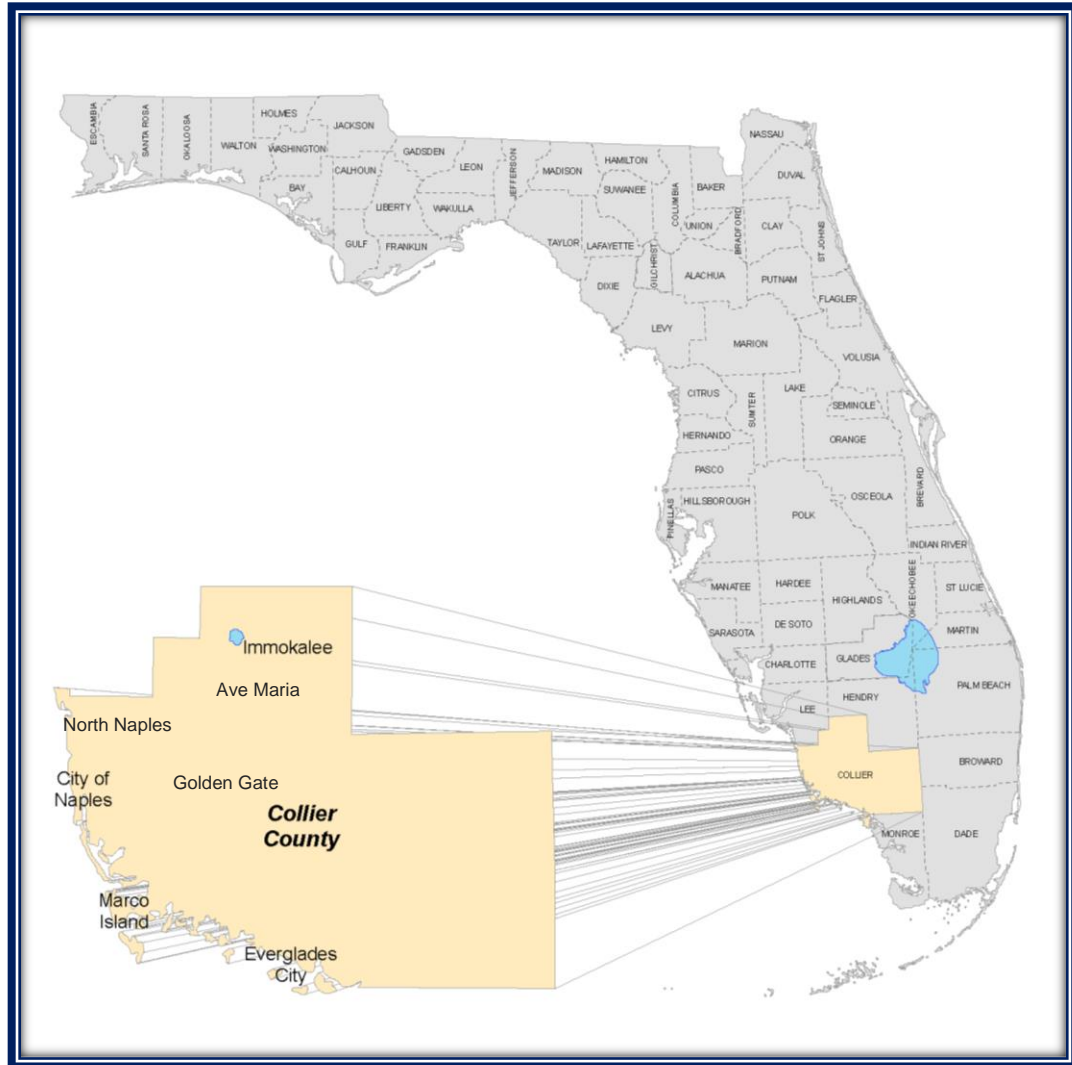 ESCAMBIA
SANTA ROSA
OKALOOSA
WALTON
HOLMES
WASHINGTON
JACKSON
BAY
CALHOUN
GULF
GADSDEN
LIBERTY
FRANKLIN
LEON
WAKULLA
JEFFERSON
MADISON
TAYLOR
HAMILTON
SUWANEE
LAFAYETTE
DIXIE
GILCHRIST
COLUMBIA
BAKER
UNION
BRADFORD
ALACHUA
LEVY
NASSAU
DUVAL
CLAY
ST JOHNS
PUTNAM
FLAGLER
MARION
VOLUSIA
CITRUS
SUMTER
LAKE
SEMINOLE
HERNANDO
ORANGE
PASCO
PINELLAS
HILLSBOROUGH
POLK
OSCEOLA
BREVARD
INDIAN RIVER
MANATEE
HARDEE
HIGHLANDS
OKEECHOBEE
ST LUCIE
SARASOTA
DE SOTO
MARTIN
CHARLOTTE
GLADES
PALM BEACH
LEE
HENDRY
COLLIER
BROWARD
MONROE
DADE
Immokalee
Ave Maria
North Naples
City of
Naples
Golden Gate
Collier
County
Marco
Island
Everglades
City